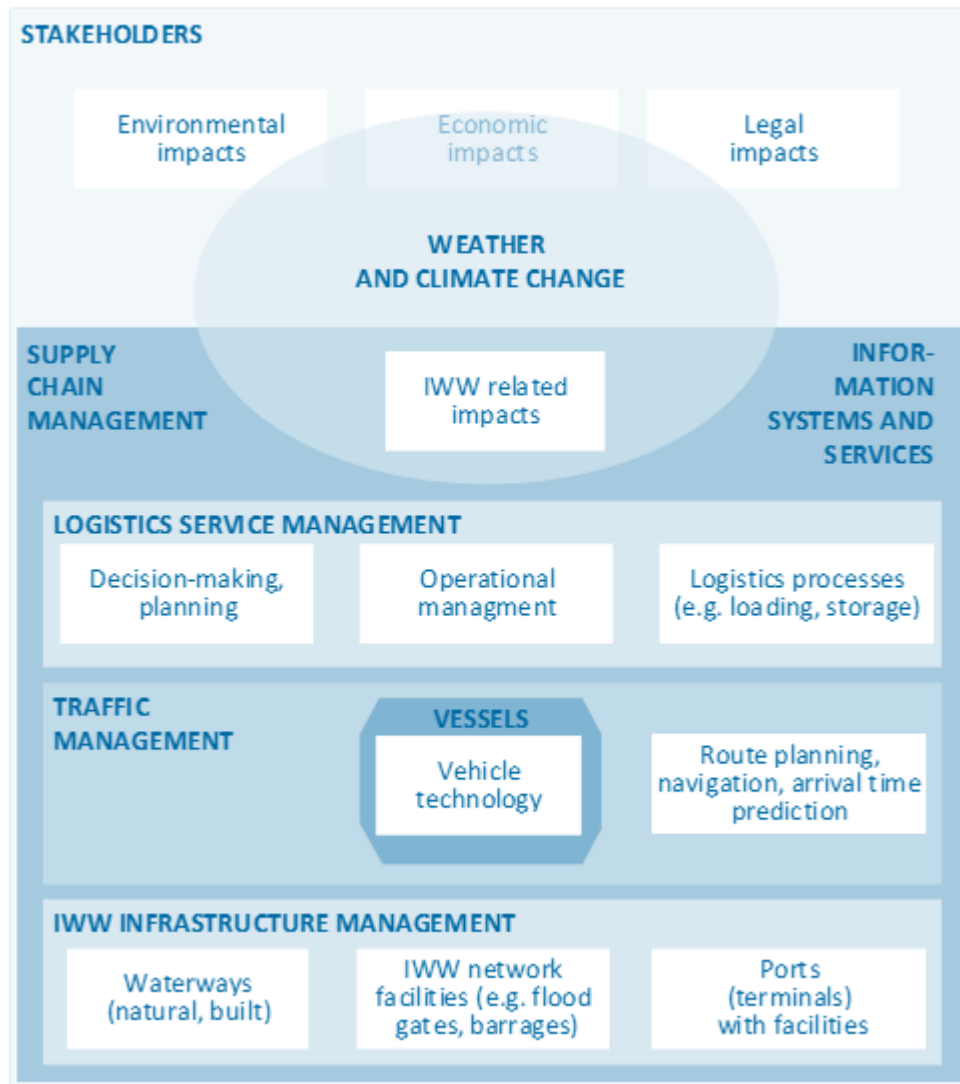 STAKEHOLDERS
Environmental
impacts
Economic
impacts
Legal
impacts
WEATHER
AND CLIMATE CHANGE
SUPPLY
CHAIN
MANAGEMENT
IWW related
impacts
INFOR-
MATION
SYSTEMS AND
SERVICES
LOGISTICS SERVICE MANAGEMENT
Decision-making,
planning
Operational
managment
Logistics processes
(e.g. loading, storage)
TRAFFIC
MANAGEMENT
VESSELS
Vehicle
technology
Route planning,
navigation, arrival time
prediction
IWW INFRASTRUCTURE MANAGEMENT
Waterways
(natural, built)
IWW network
facilities (e.g. flood
gates, barrages)
Ports
(terminals)
with facilities